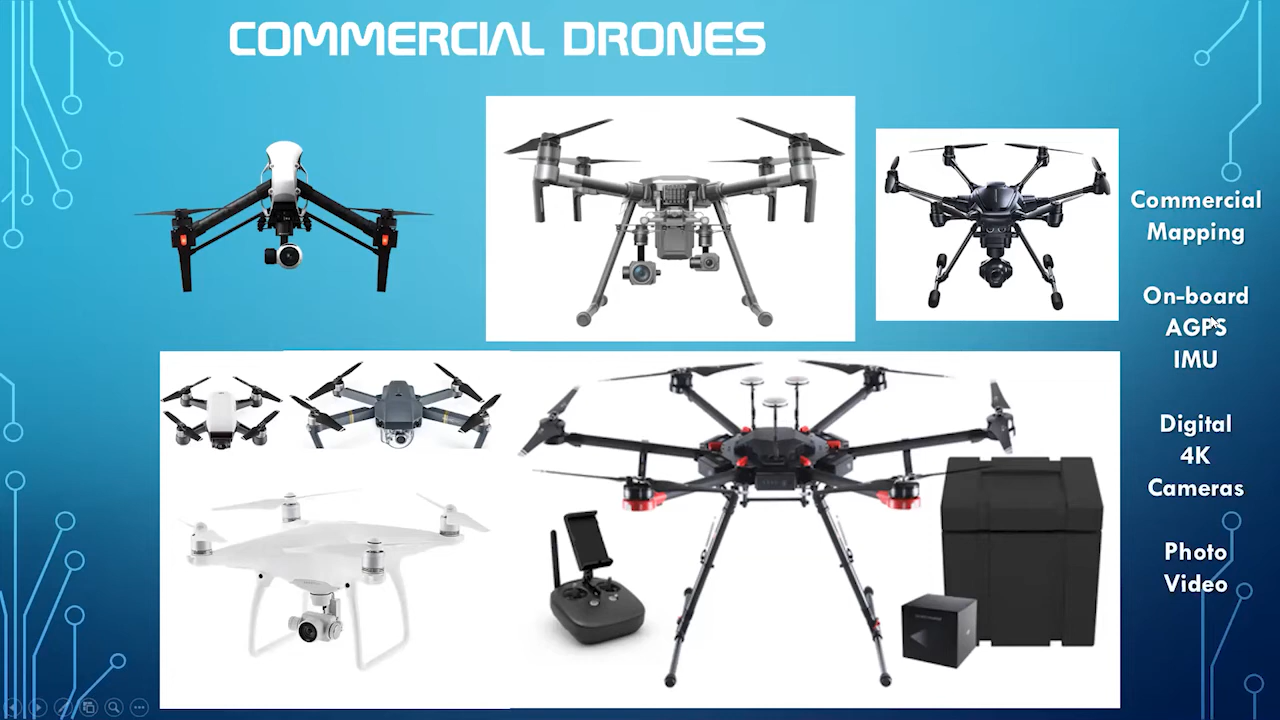 COMMERCIAL DRONES
Commercial
Mapping
On-board
AGPS
IMU
Digital
4K
Cameras
Photo
Video